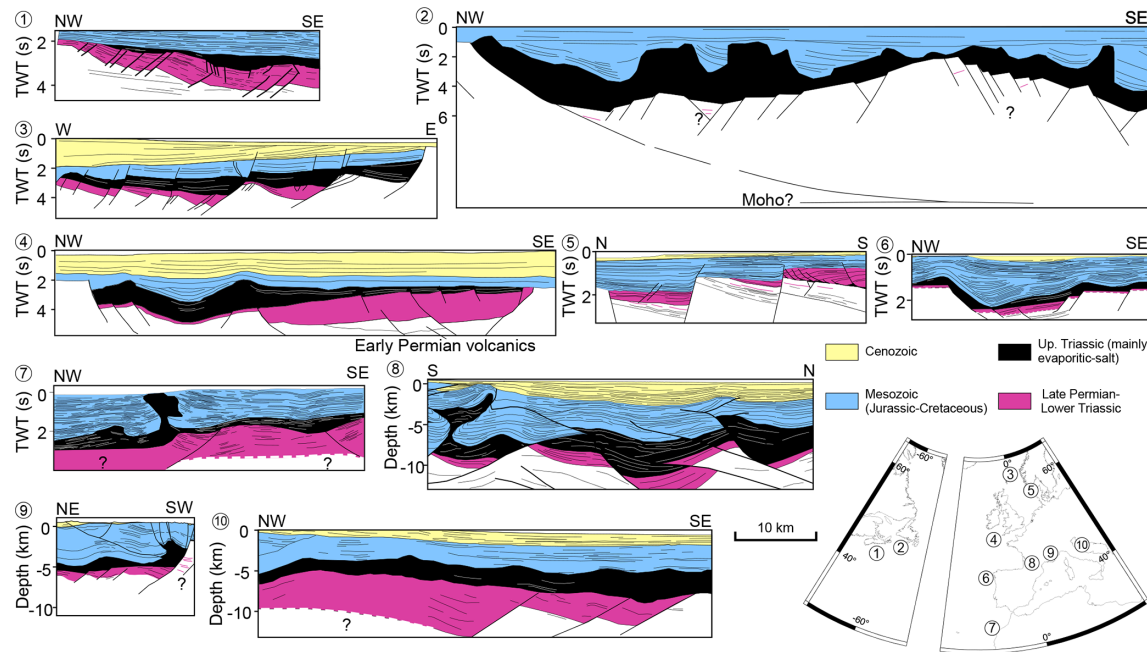 ① NW SE
TWT (s)
2
4
② NW SE
TWT (s)
0
2
4
6
?
?
Moho?
③ W E
TWT (s)
0
2
4
④ NW SE
TWT (s)
0
2
4
Early Permian volcanics
⑤ N S
TWT (s)
0
2
⑥ NW SE
TWT (s)
0
2
⑦ NW SE
TWT (s)
0
2
?
?
⑧ S N
Depth (km)
0
-5
-10
Cenozoic
Up. Triassic (mainly
evaporitic-salt)
Mesozoic
(Jurassic-Cretaceous)
Late Permian-
Lower Triassic
⑨ NE SW
Depth (km)
0
-5
-10
?
⑩ NW SE
Depth (km)
0
-5
-10
?
10 km
60° -60°
40°
-60°
① ②
0° 60°
40°
0°
③ ⑤
④
⑧ ⑨ ⑩
⑥
⑦